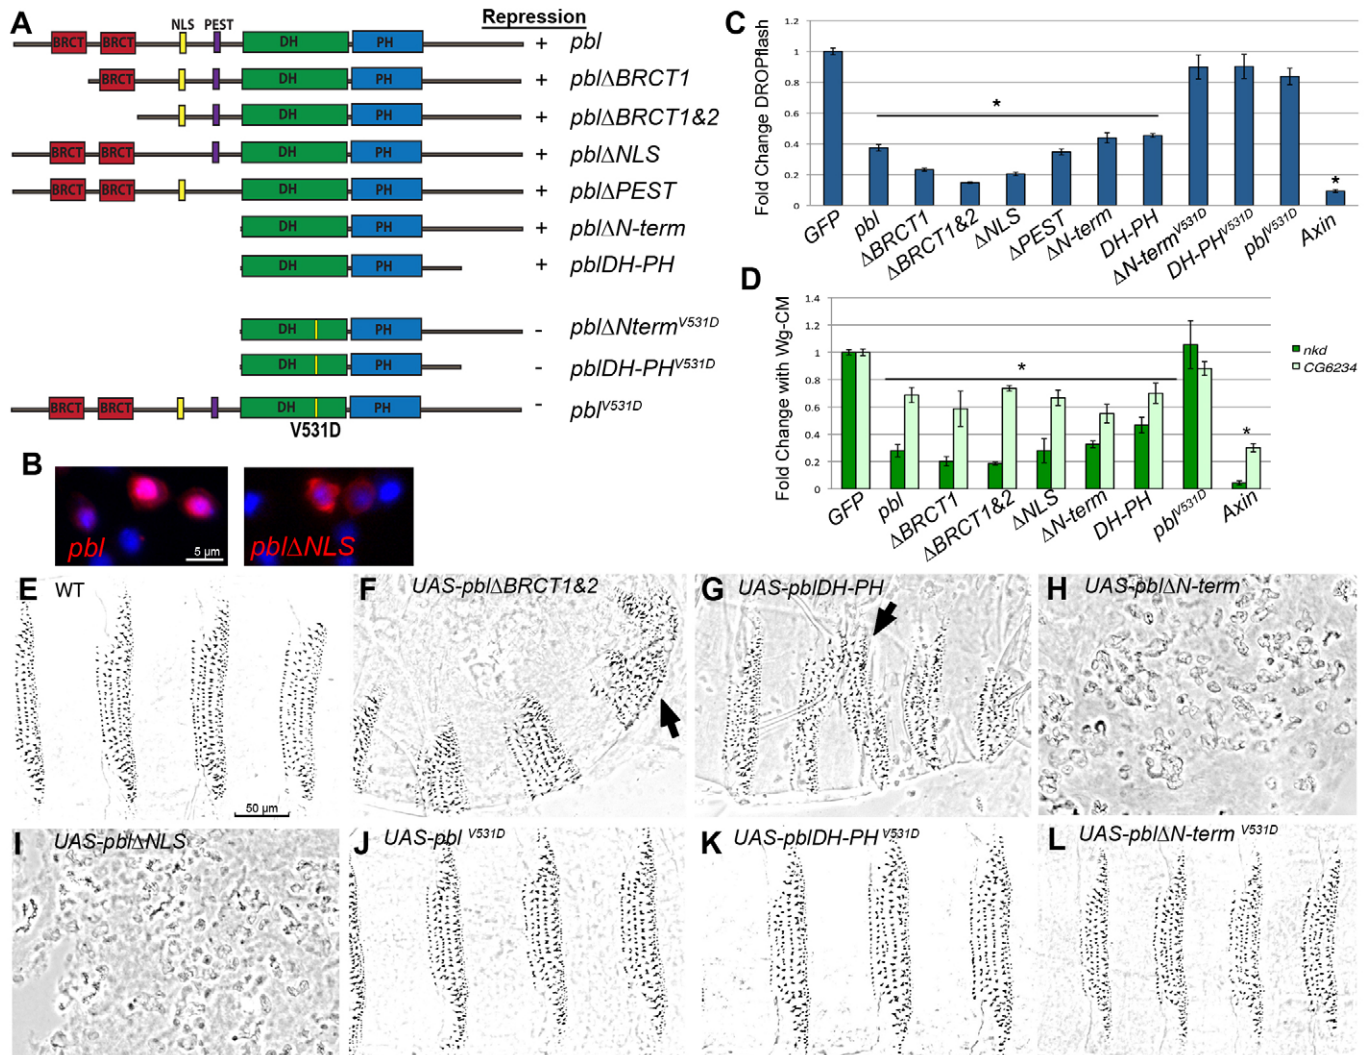 A
Repression
NLS PEST
BRCT BRCT DH PH + pbl
BRCT DH PH + pblΔBRCT1
DH PH + pblΔBRCT1&2
BRCT BRCT DH PH + pblΔNLS
BRCT BRCT DH PH + pblΔPEST
DH PH + pblΔN-term
DH PH + pblDH-PH
DH PH - pblΔNterm^V531D
DH PH - pblDH-PH^V531D
BRCT BRCT DH PH - pbl^V531D
V531D
B
pbl
5 µm
pblΔNLS
C
Fold Change DROPflash
1.2
1
0.8
0.6
0.4
0.2
0
*
*
GFP
pbl
ΔBRCT1
ΔBRCT1&2
ΔNLS
ΔPEST
ΔN-term
DH-PH
ΔN-term^V531D
DH-PH^V531D
pbl^V531D
Axin
D
Fold Change with Wg-CM
1.4
1.2
1
0.8
0.6
0.4
0.2
0
*
*
nkd
CG6234
GFP
pbl
ΔBRCT1
ΔBRCT1&2
ΔNLS
ΔN-term
DH-PH
pbl^V531D
Axin
E WT
50 µm
F UAS-pblΔBRCT1&2
G UAS-pblDH-PH
H UAS-pblΔN-term
I UAS-pblΔNLS
J UAS-pbl V531D
K UAS-pblDH-PH V531D
L UAS-pblΔN-term V531D